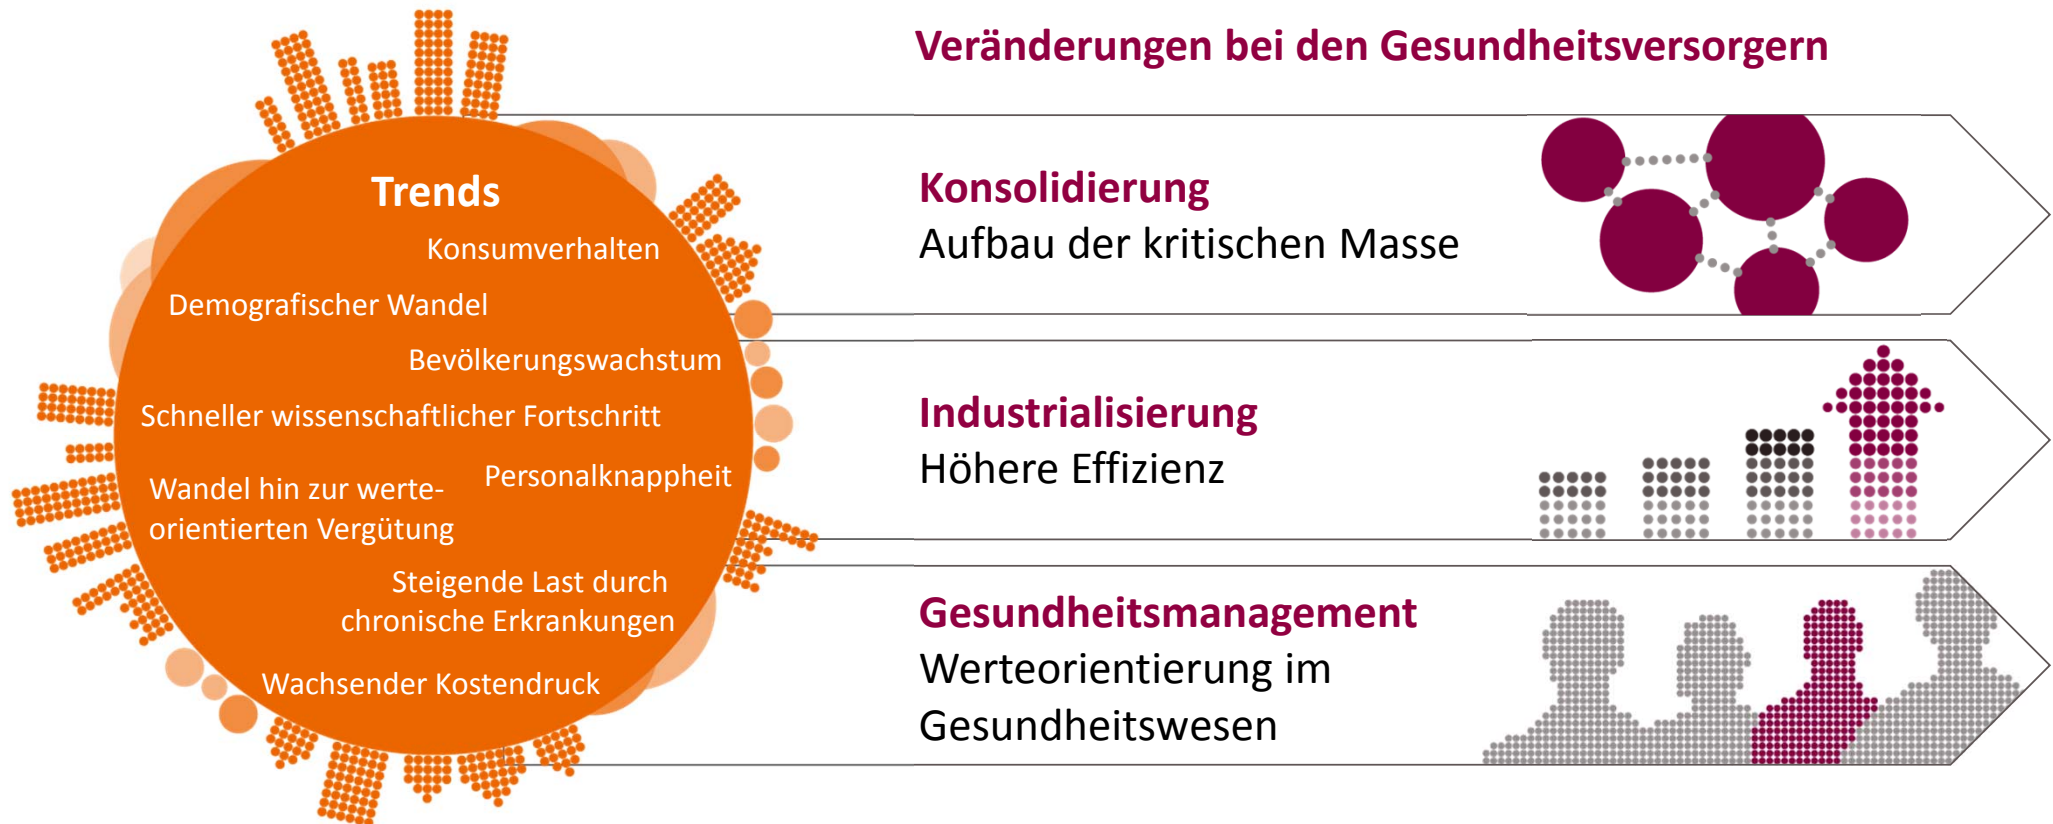 Veränderungen bei den Gesundheitsversorgern
Trends
Konsumverhalten
Demografischer Wandel
Bevölkerungswachstum
Schneller wissenschaftlicher Fortschritt
Personalknappheit
Wandel hin zur werte-
orientierten Vergütung
Steigende Last durch
chronische Erkrankungen
Wachsender Kostendruck
Konsolidierung
Aufbau der kritischen Masse
Industrialisierung
Höhere Effizienz
Gesundheitsmanagement
Werteorientierung im
Gesundheitswesen